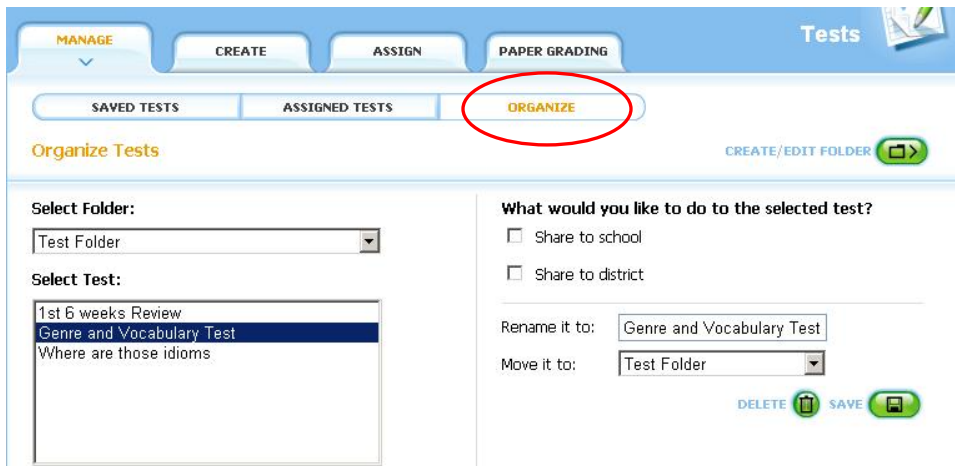 Tests
MANAGE
CREATE
ASSIGN
PAPER GRADING
SAVED TESTS
ASSIGNED TESTS
ORGANIZE
Organize Tests
CREATE/EDIT FOLDER
Select Folder:
Test Folder
Select Test:
1st 6 weeks Review
Genre and Vocabulary Test
Where are those idioms
What would you like to do to the selected test?
Share to school
Share to district
Rename it to: Genre and Vocabulary Test
Move it to: Test Folder
DELETE SAVE